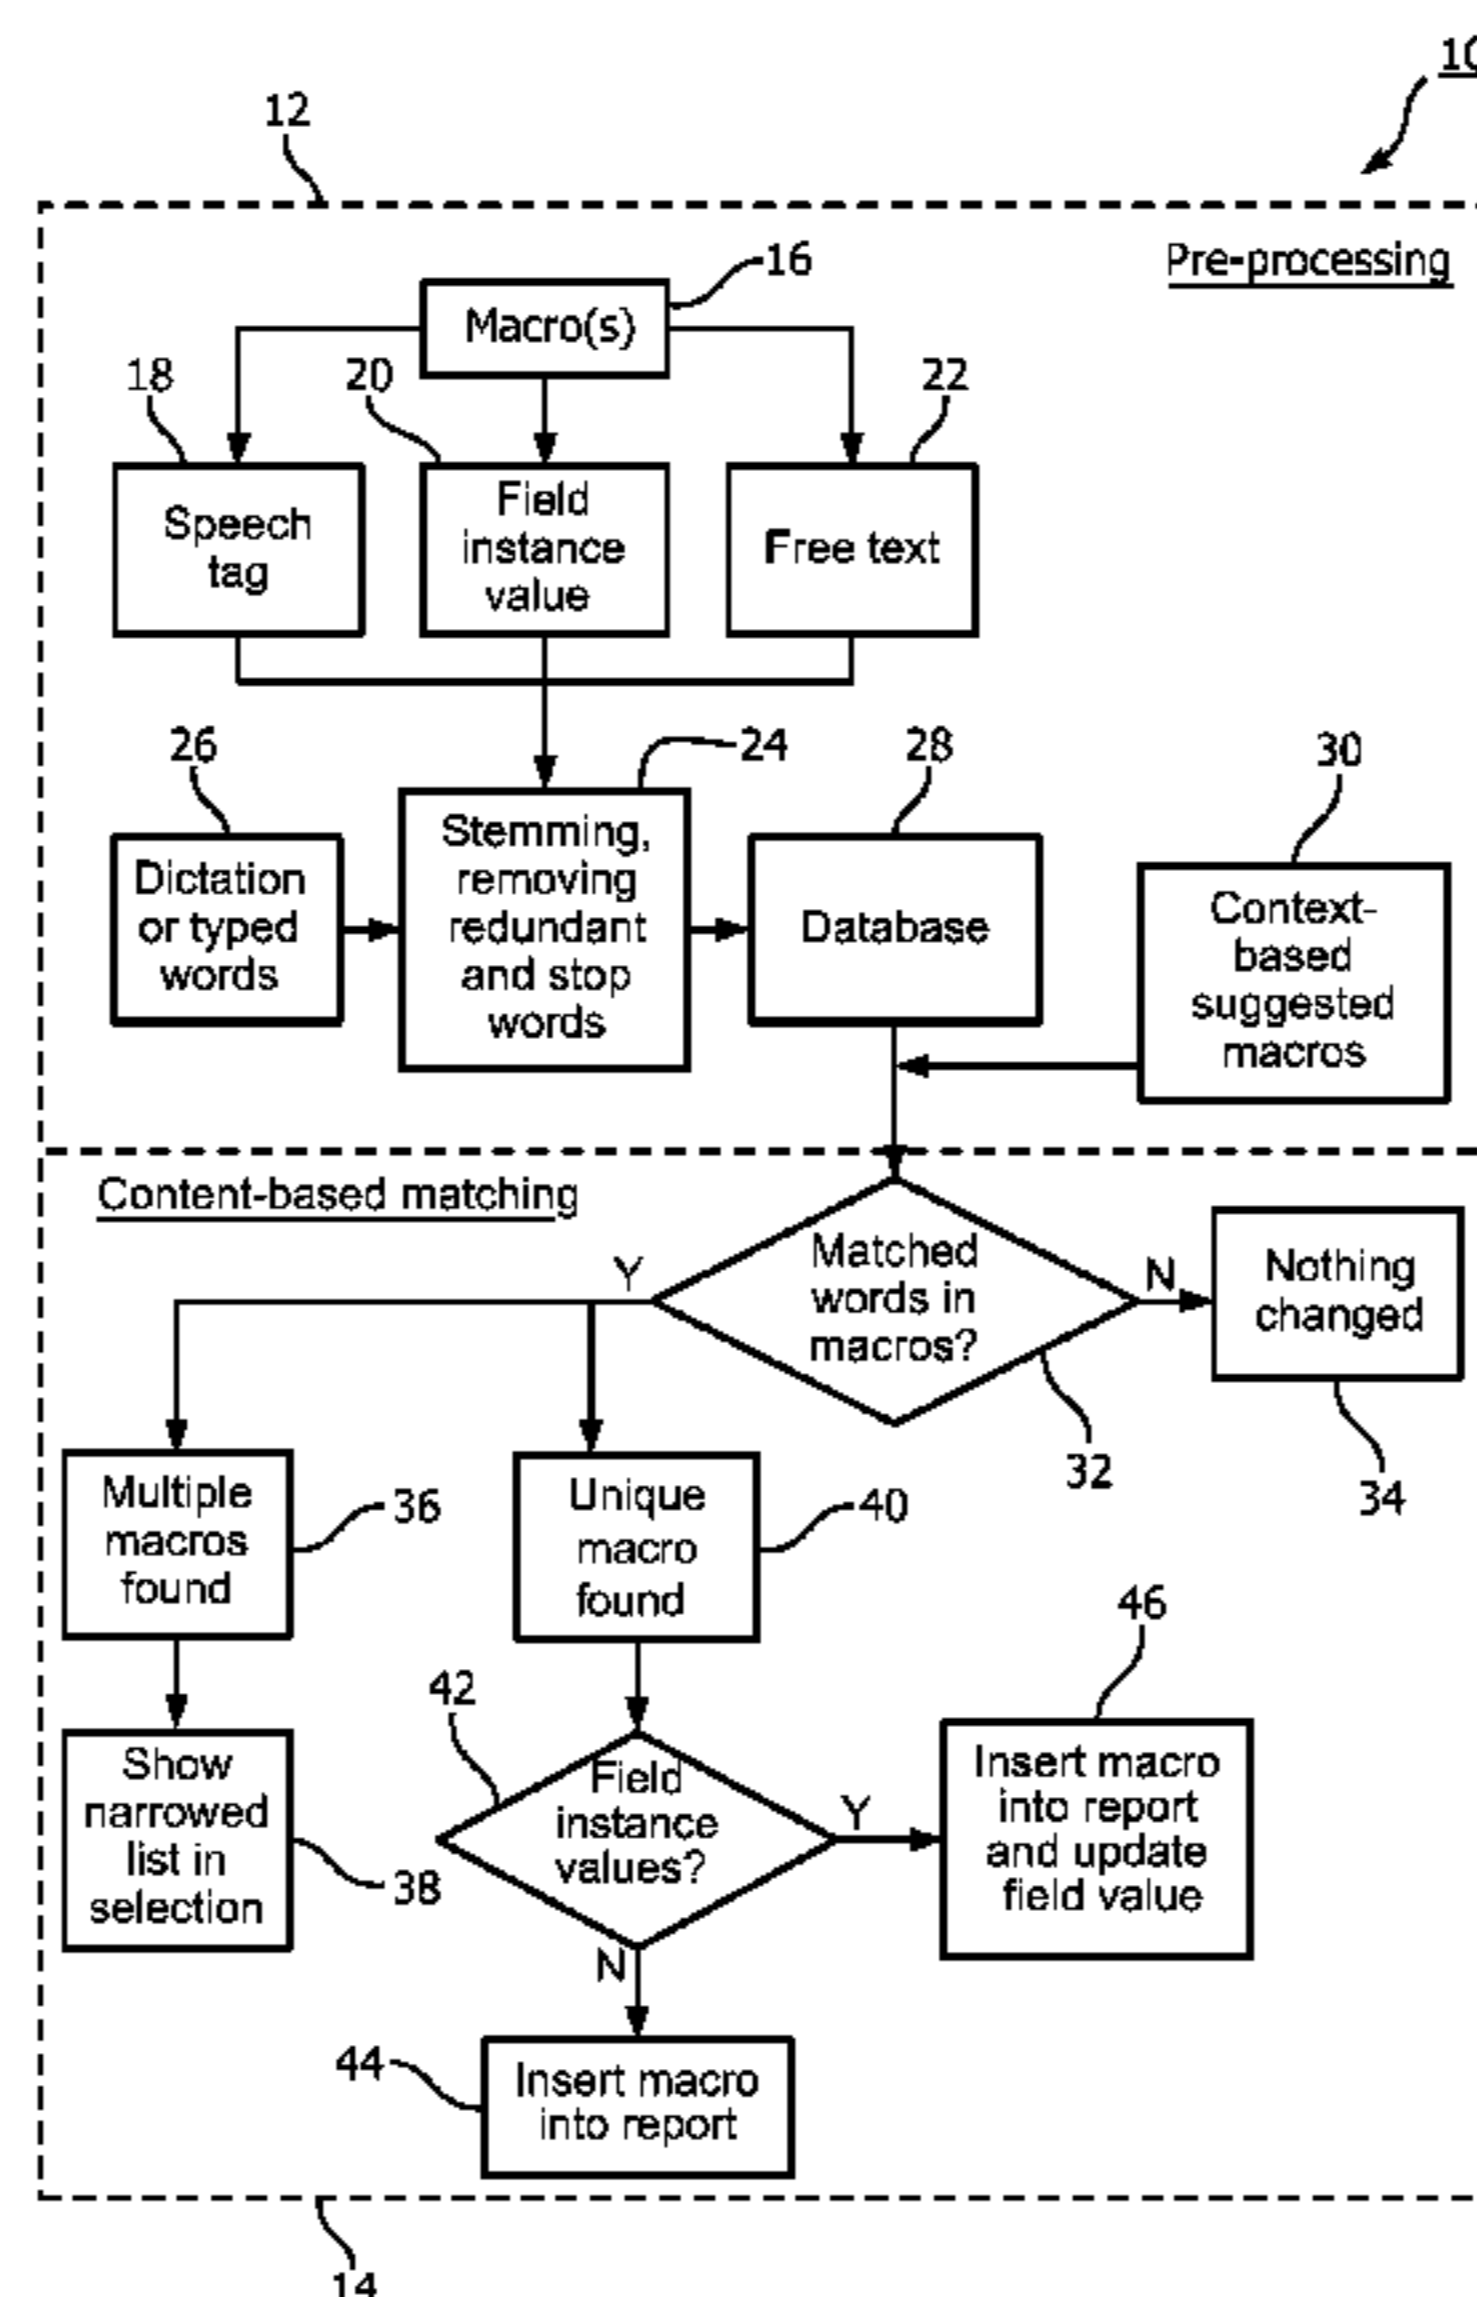 10
12
Pre-processing
16
Macro(s)
18
20
22
Speech
tag
Field
instance
value
Free text
26
24
28
30
Dictation
or typed
words
Stemming,
removing
redundant
and stop
words
Database
Context-
based
suggested
macros
Content-based matching
Matched
words in
macros?
Y
N
Nothing
changed
32
34
Multiple
macros
found
36
Unique
macro
found
40
46
42
Show
narrowed
list in
selection
38
Field
instance
values?
Y
N
Insert macro
into report
and update
field value
44
Insert macro
into report
14